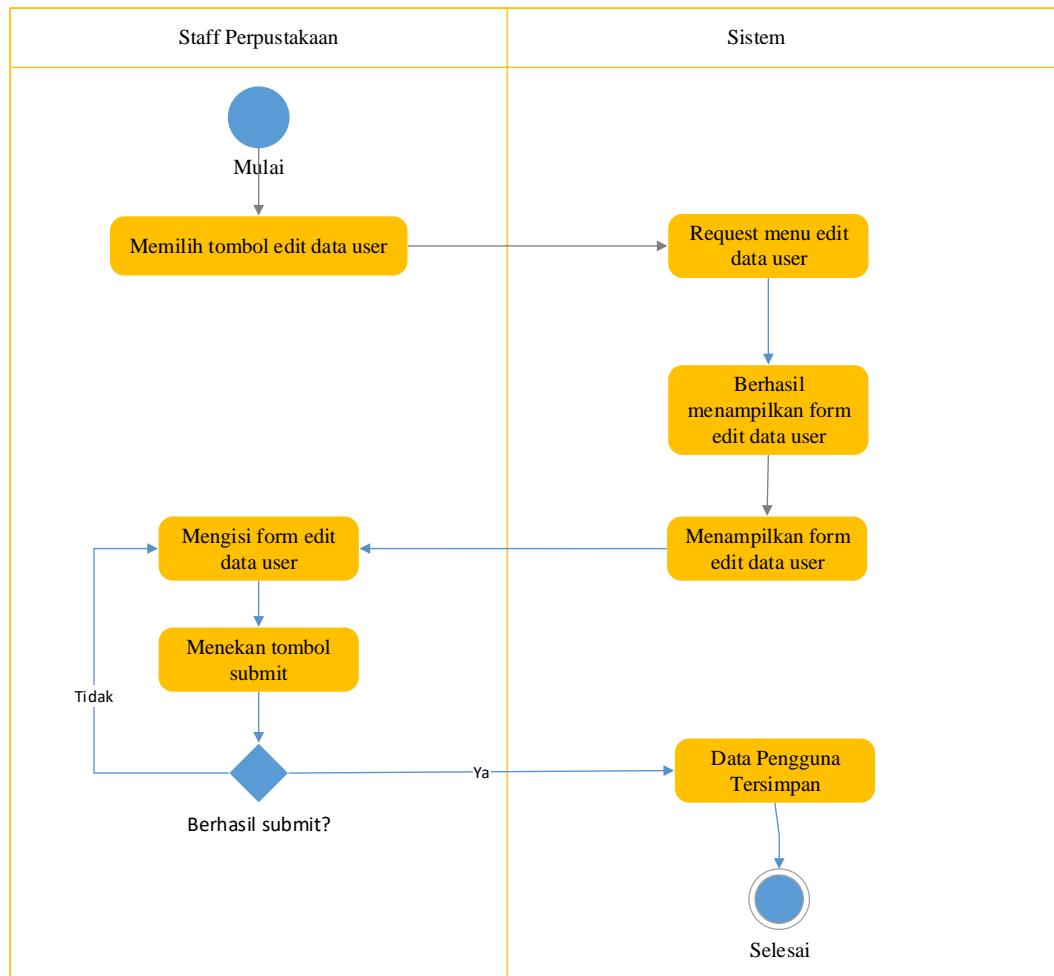 Staff Perpustakaan
Sistem
Mulai
Memilih tombol edit data user
Request menu edit
data user
Berhasil
menampilkan form
edit data user
Menampilkan form
edit data user
Mengisi form edit
data user
Menekan tombol
submit
Tidak
Berhasil submit?
Ya
Data Pengguna
Tersimpan
Selesai